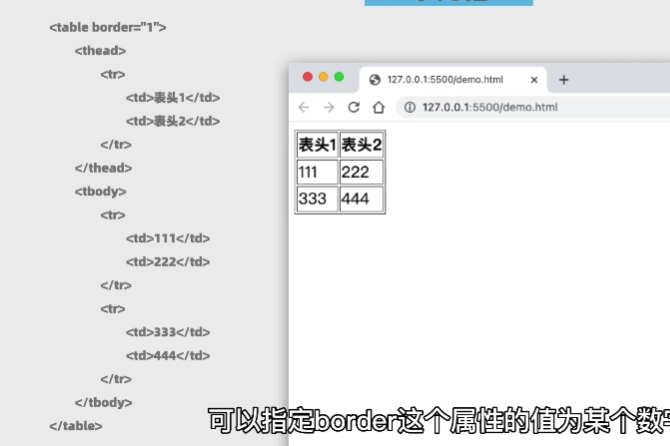 <table border="1">
<thead>
<tr>
<td>表头1</td>
<td>表头2</td>
</tr>
</thead>
<tbody>
<tr>
<td>111</td>
<td>222</td>
</tr>
<tr>
<td>333</td>
<td>444</td>
</tr>
</tbody>
</table>
127.0.0.1:5500/demo.html
127.0.0.1:5500/demo.html
表头1 表头2
111 222
333 444
可以指定border这个属性的值为某个数